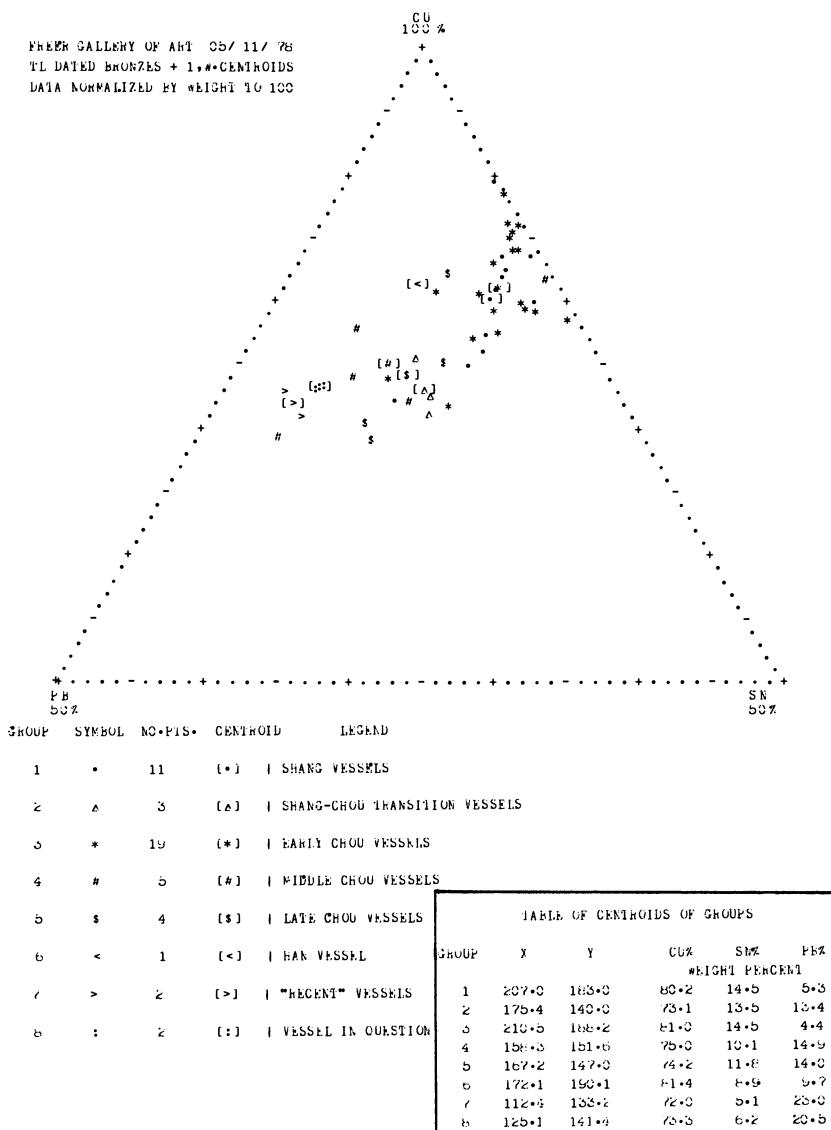 CU
100 %
FREER GALLERY OF ART 05/ 11/ 78
TL DATED BRONZES + 1,#•CENTROIDS
DATA NORMALIZED BY WEIGHT TO 100
PB
50%
SN
50%
GROUP SYMBOL NO•PTS• CENTROID LEGEND
1 • 11 [•] | SHANG VESSELS
2 Δ 3 [Δ] | SHANG-CHOU TRANSITION VESSELS
3 * 19 [*] | EARLY CHOU VESSELS
4 # 5 [#] | MIDDLE CHOU VESSELS
5 $ 4 [$] | LATE CHOU VESSELS
6 < 1 [<] | HAN VESSEL
7 > 2 [>] | "RECENT" VESSELS
8 : 2 [:] | VESSEL IN QUESTION
TABLE OF CENTROIDS OF GROUPS
GROUP X Y CU% SN% PB%
WEIGHT PERCENT
1 207•0 183•0 80•2 14•5 5•3
2 175•4 140•0 73•1 13•5 13•4
3 210•5 188•2 81•0 14•5 4•4
4 158•3 151•6 75•0 10•1 14•9
5 167•2 147•0 74•2 11•8 14•0
6 172•1 190•1 81•4 8•9 9•7
7 112•4 133•2 72•0 5•1 23•0
8 125•1 141•4 73•3 6•2 20•5